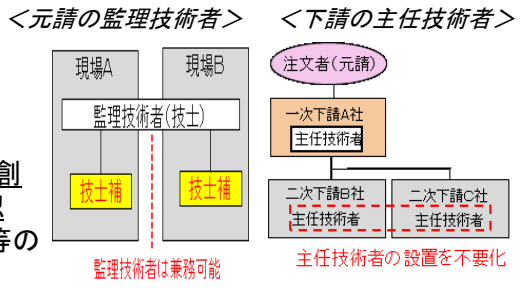 ＜元請の監理技術者＞
＜下請の主任技術者＞
現場A
現場B
監理技術者(技士)
技士補
技士補
監理技術者は兼務可能
注文者(元請)
一次下請A社
主任技術者
二次下請B社
主任技術者
二次下請C社
主任技術者
主任技術者の設置を不要化
創
等の